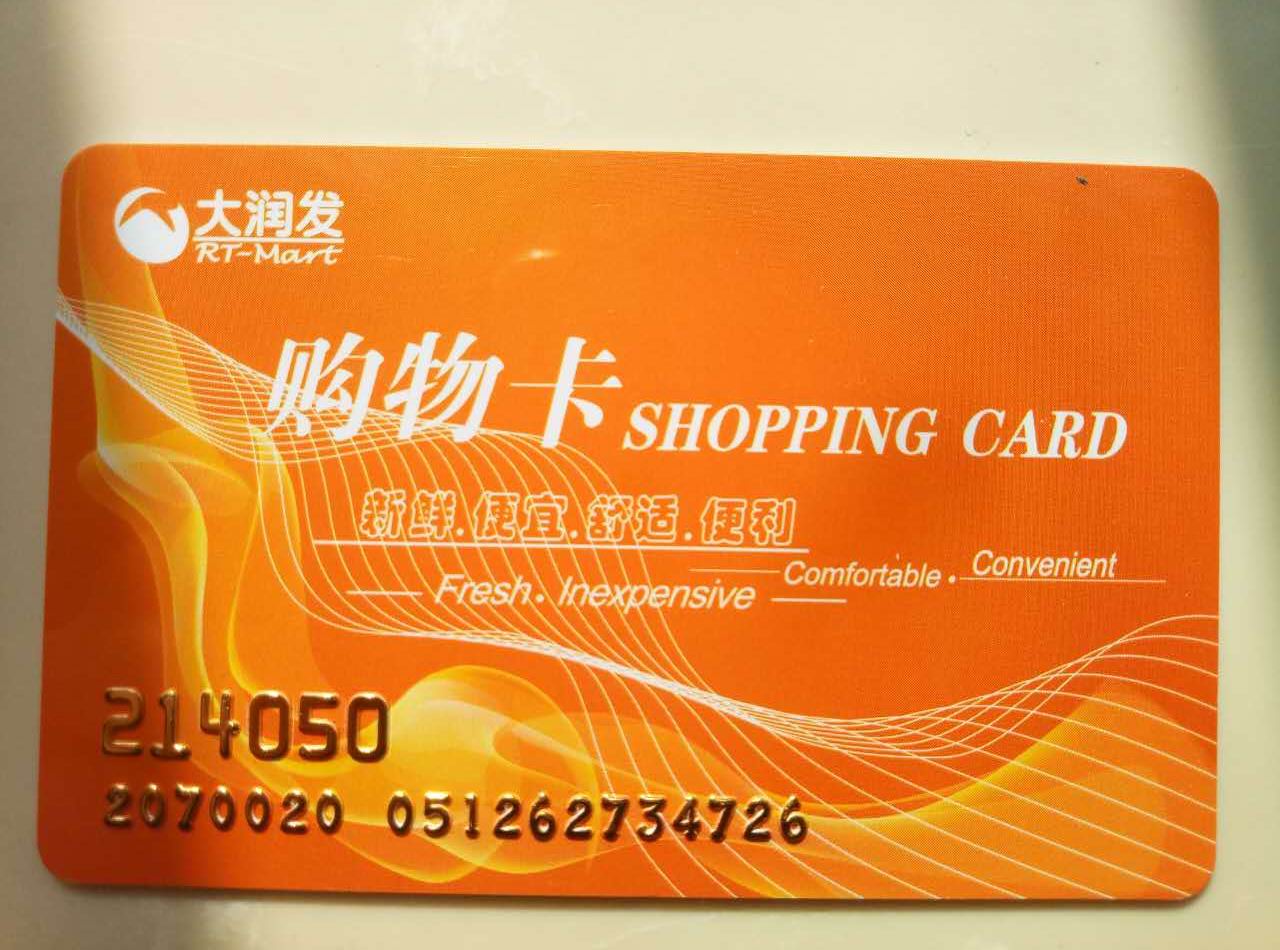 大润发
RT-Mart
购物卡 SHOPPING CARD
新鲜.便宜.舒适.便利
Fresh. Inexpensive
Comfortable. Convenient
214050
2070020 051262734726